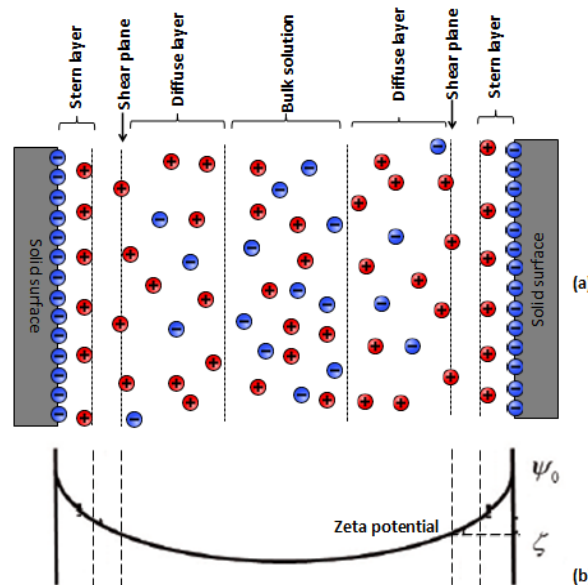 Stern layer
Shear plane
Diffuse layer
Bulk solution
Diffuse layer
Shear plane
Stern layer
Solid surface
Solid surface
(a)
ψ₀
Zeta potential
ζ
(b)